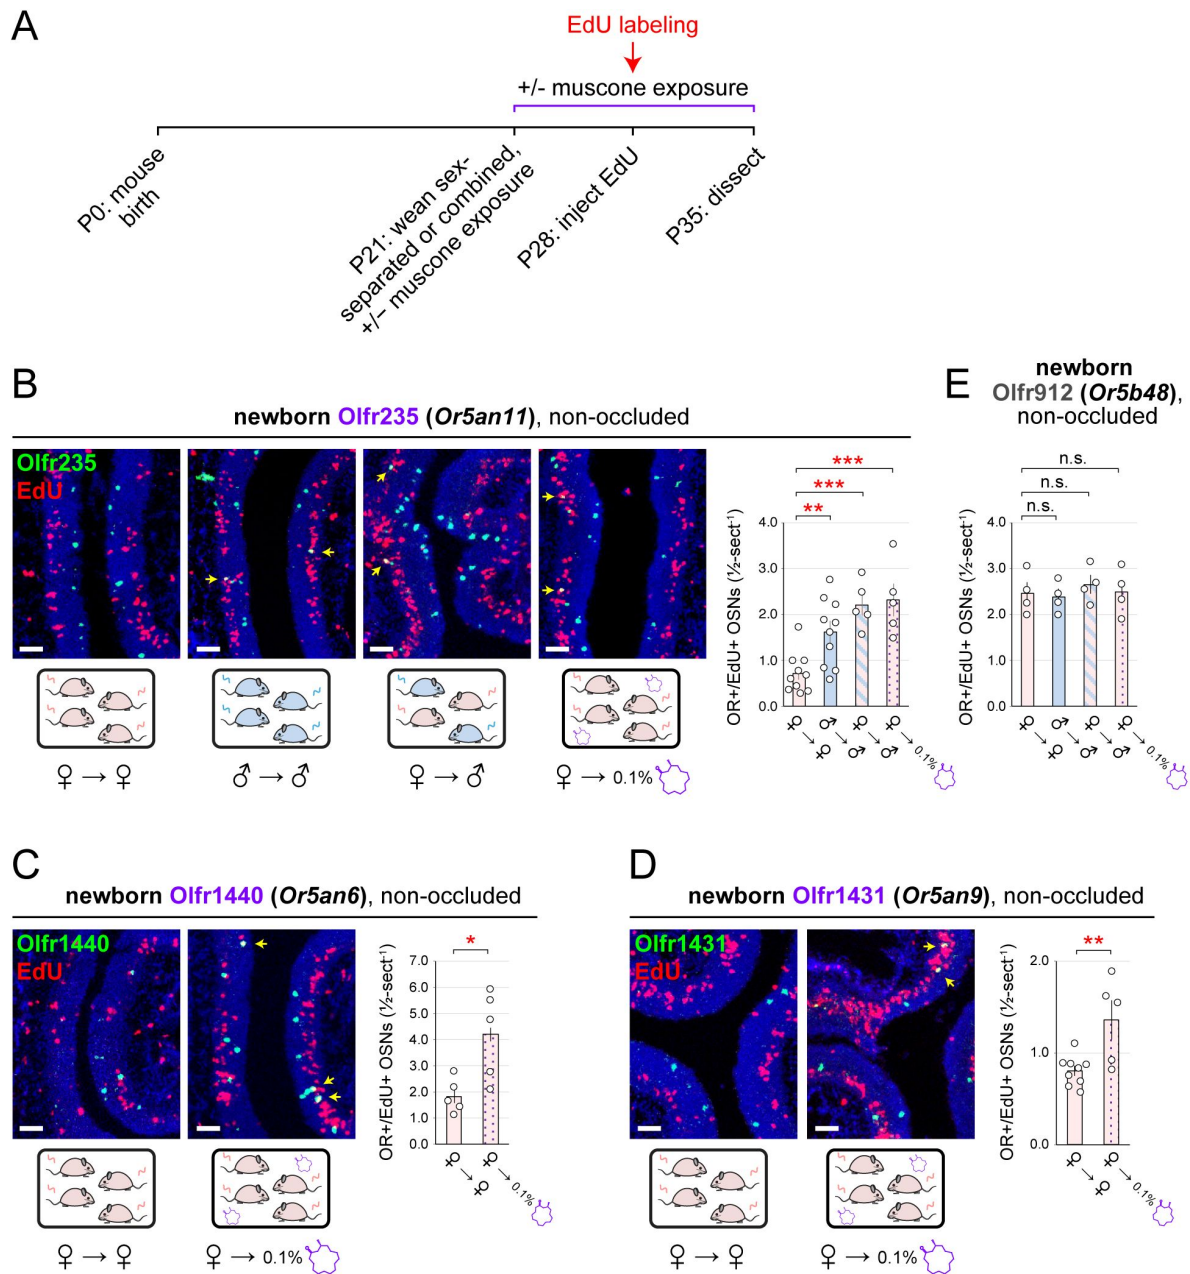 A
EdU labeling
+/- muscone exposure
P0: mouse
birth
P21: wean sex-
separated or combined,
+/– muscone exposure
P28: inject EdU
P35: dissect
B
newborn Olfr235 (Or5an11), non-occluded
Olfr235
EdU
♀ → ♀
♂ → ♂
♀ → ♂
♀ → 0.1%
OR+/EdU+ OSNs (½-sect⁻¹)
***
***
**
4.0
3.0
2.0
1.0
0.0
♀ → ♀
♂ → ♂
♀ → ♂
♀ → 0.1%
E
newborn
Olfr912 (Or5b48),
non-occluded
OR+/EdU+ OSNs (½-sect⁻¹)
n.s.
n.s.
n.s.
4.0
3.0
2.0
1.0
0.0
♀ → ♀
♂ → ♂
♀ → ♂
♀ → 0.1%
C
newborn Olfr1440 (Or5an6), non-occluded
Olfr1440
EdU
♀ → ♀
♀ → 0.1%
OR+/EdU+ OSNs (½-sect⁻¹)
*
7.0
6.0
5.0
4.0
3.0
2.0
1.0
0.0
♀ → ♀
♀ → 0.1%
D
newborn Olfr1431 (Or5an9), non-occluded
Olfr1431
EdU
♀ → ♀
♀ → 0.1%
OR+/EdU+ OSNs (½-sect⁻¹)
**
2.0
1.0
0.0
♀ → ♀
♀ → 0.1%